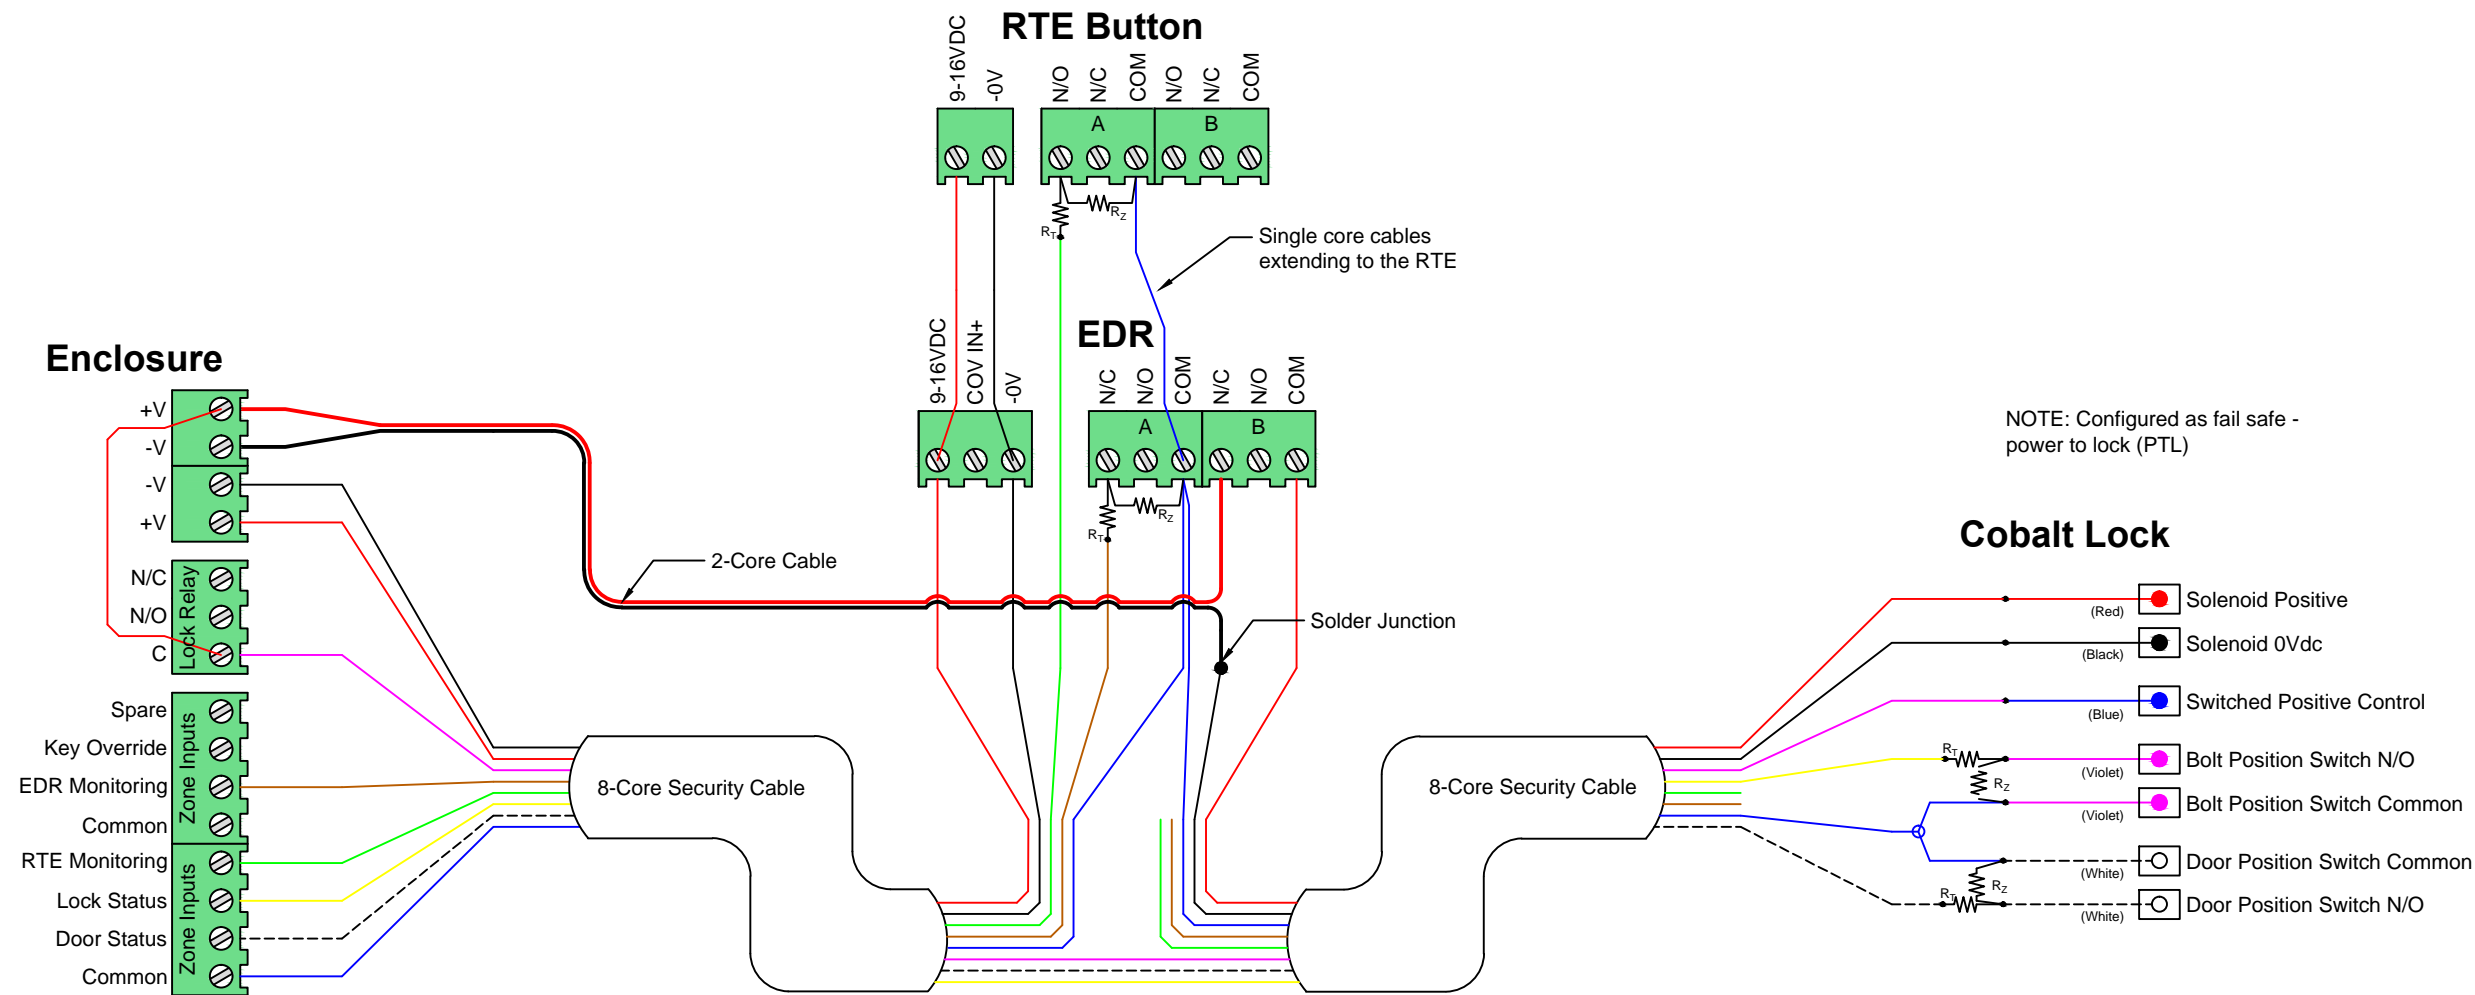 RTE Button
9-16VDC
-0V
N/O
N/C
COM
N/O
N/C
COM
A
B
RZ
RT
Single core cables
extending to the RTE
EDR
9-16VDC
COV IN+
-0V
N/C
N/O
COM
N/C
N/O
COM
A
B
RZ
RT
Enclosure
+V
-V
-V
+V
N/C
N/O
C
Lock Relay
Spare
Key Override
EDR Monitoring
Common
Zone Inputs
RTE Monitoring
Lock Status
Door Status
Common
Zone Inputs
2-Core Cable
Solder Junction
8-Core Security Cable
8-Core Security Cable
NOTE: Configured as fail safe -
power to lock (PTL)
Cobalt Lock
(Red)
Solenoid Positive
(Black)
Solenoid 0Vdc
(Blue)
Switched Positive Control
RT
(Violet)
Bolt Position Switch N/O
RZ
(Violet)
Bolt Position Switch Common
(White)
Door Position Switch Common
RZ
RT
(White)
Door Position Switch N/O